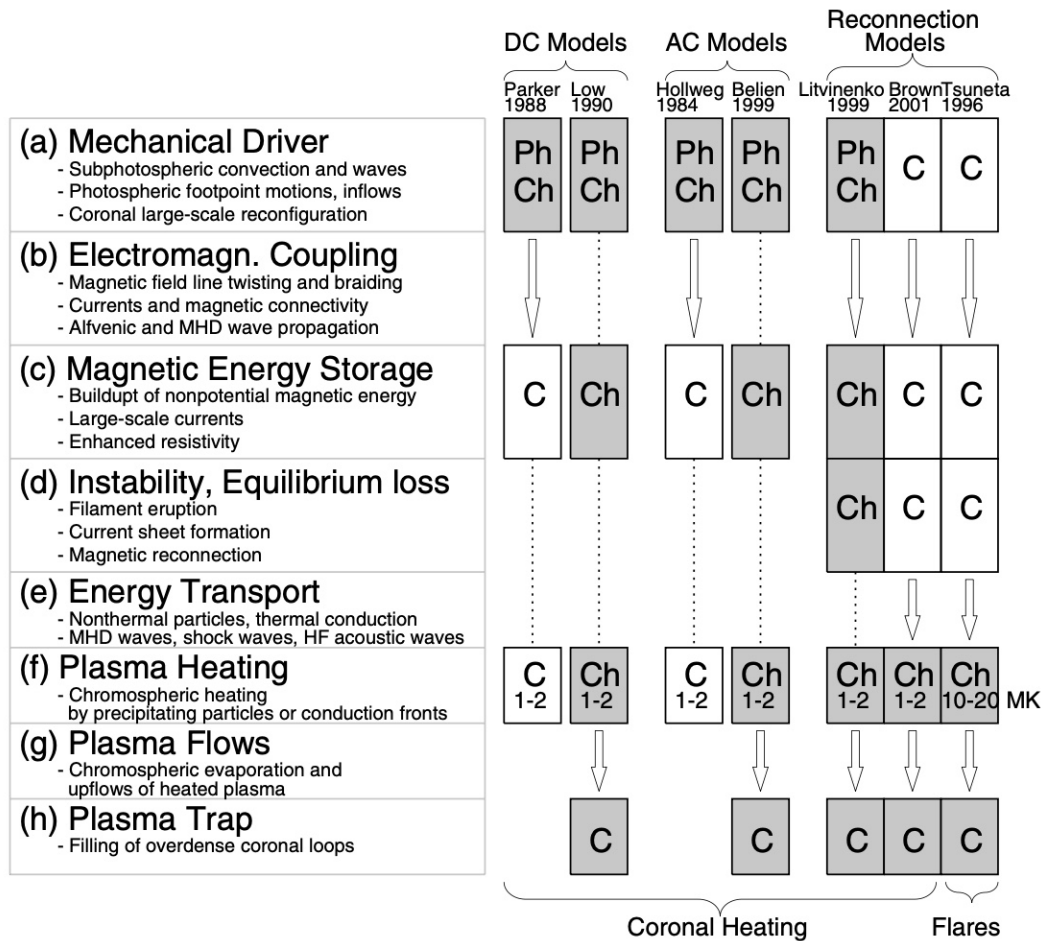 DC Models
AC Models
Reconnection
Models
Parker
1988
Low
1990
Hollweg
1984
Belien
1999
Litvinenko
1999
Brown
2001
Tsuneta
1996
(a) Mechanical Driver
- Subphotospheric convection and waves
- Photospheric footpoint motions, inflows
- Coronal large-scale reconfiguration
Ph
Ch
Ph
Ch
Ph
Ch
Ph
Ch
Ph
Ch
C
C
(b) Electromagn. Coupling
- Magnetic field line twisting and braiding
- Currents and magnetic connectivity
- Alfvenic and MHD wave propagation
(c) Magnetic Energy Storage
- Buildupt of nonpotential magnetic energy
- Large-scale currents
- Enhanced resistivity
C Ch C Ch Ch C C
(d) Instability, Equilibrium loss
- Filament eruption
- Current sheet formation
- Magnetic reconnection
Ch C C
(e) Energy Transport
- Nonthermal particles, thermal conduction
- MHD waves, shock waves, HF acoustic waves
(f) Plasma Heating
- Chromospheric heating
by precipitating particles or conduction fronts
C
1-2
Ch
1-2
C
1-2
Ch
1-2
Ch
1-2
Ch
1-2
Ch
10-20 MK
(g) Plasma Flows
- Chromospheric evaporation and
upflows of heated plasma
(h) Plasma Trap
- Filling of overdense coronal loops
C C C C C
Coronal Heating
Flares